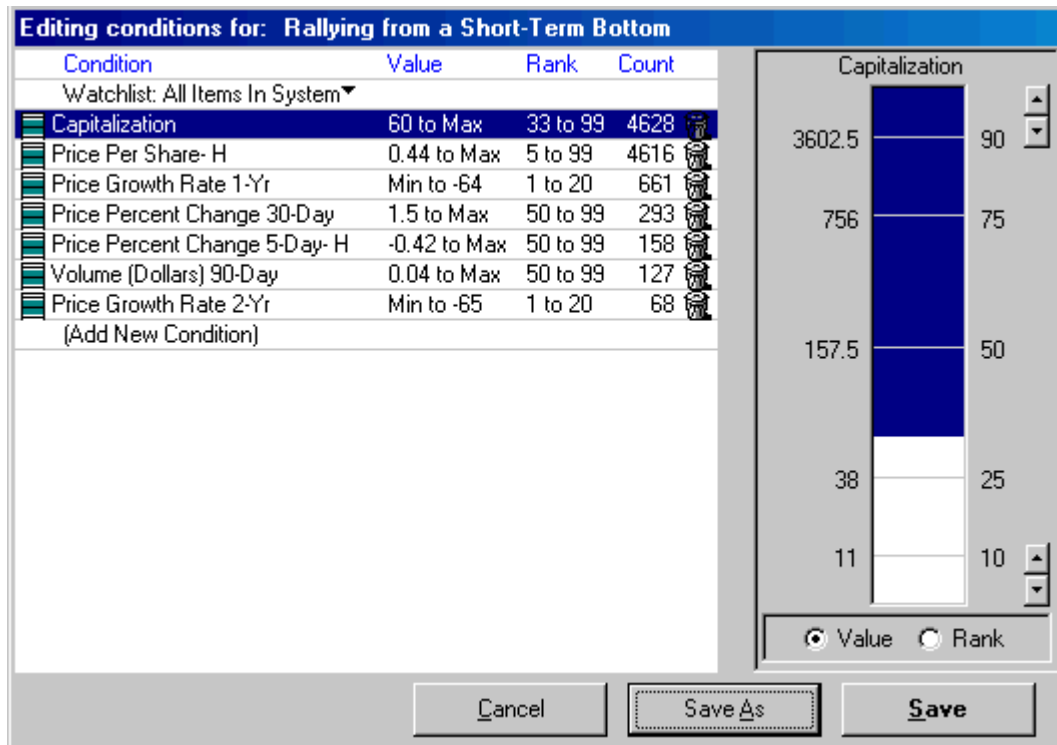 Editing conditions for: Rallying from a Short-Term Bottom
Condition Value Rank Count
Watchlist: All Items In System
Capitalization 60 to Max 33 to 99 4628
Price Per Share- H 0.44 to Max 5 to 99 4616
Price Growth Rate 1-Yr Min to -64 1 to 20 661
Price Percent Change 30-Day 1.5 to Max 50 to 99 293
Price Percent Change 5-Day- H -0.42 to Max 50 to 99 158
Volume (Dollars) 90-Day 0.04 to Max 50 to 99 127
Price Growth Rate 2-Yr Min to -65 1 to 20 68
(Add New Condition)
Capitalization
3602.5 90
756 75
157.5 50
38 25
11 10
Value Rank
Cancel Save As Save